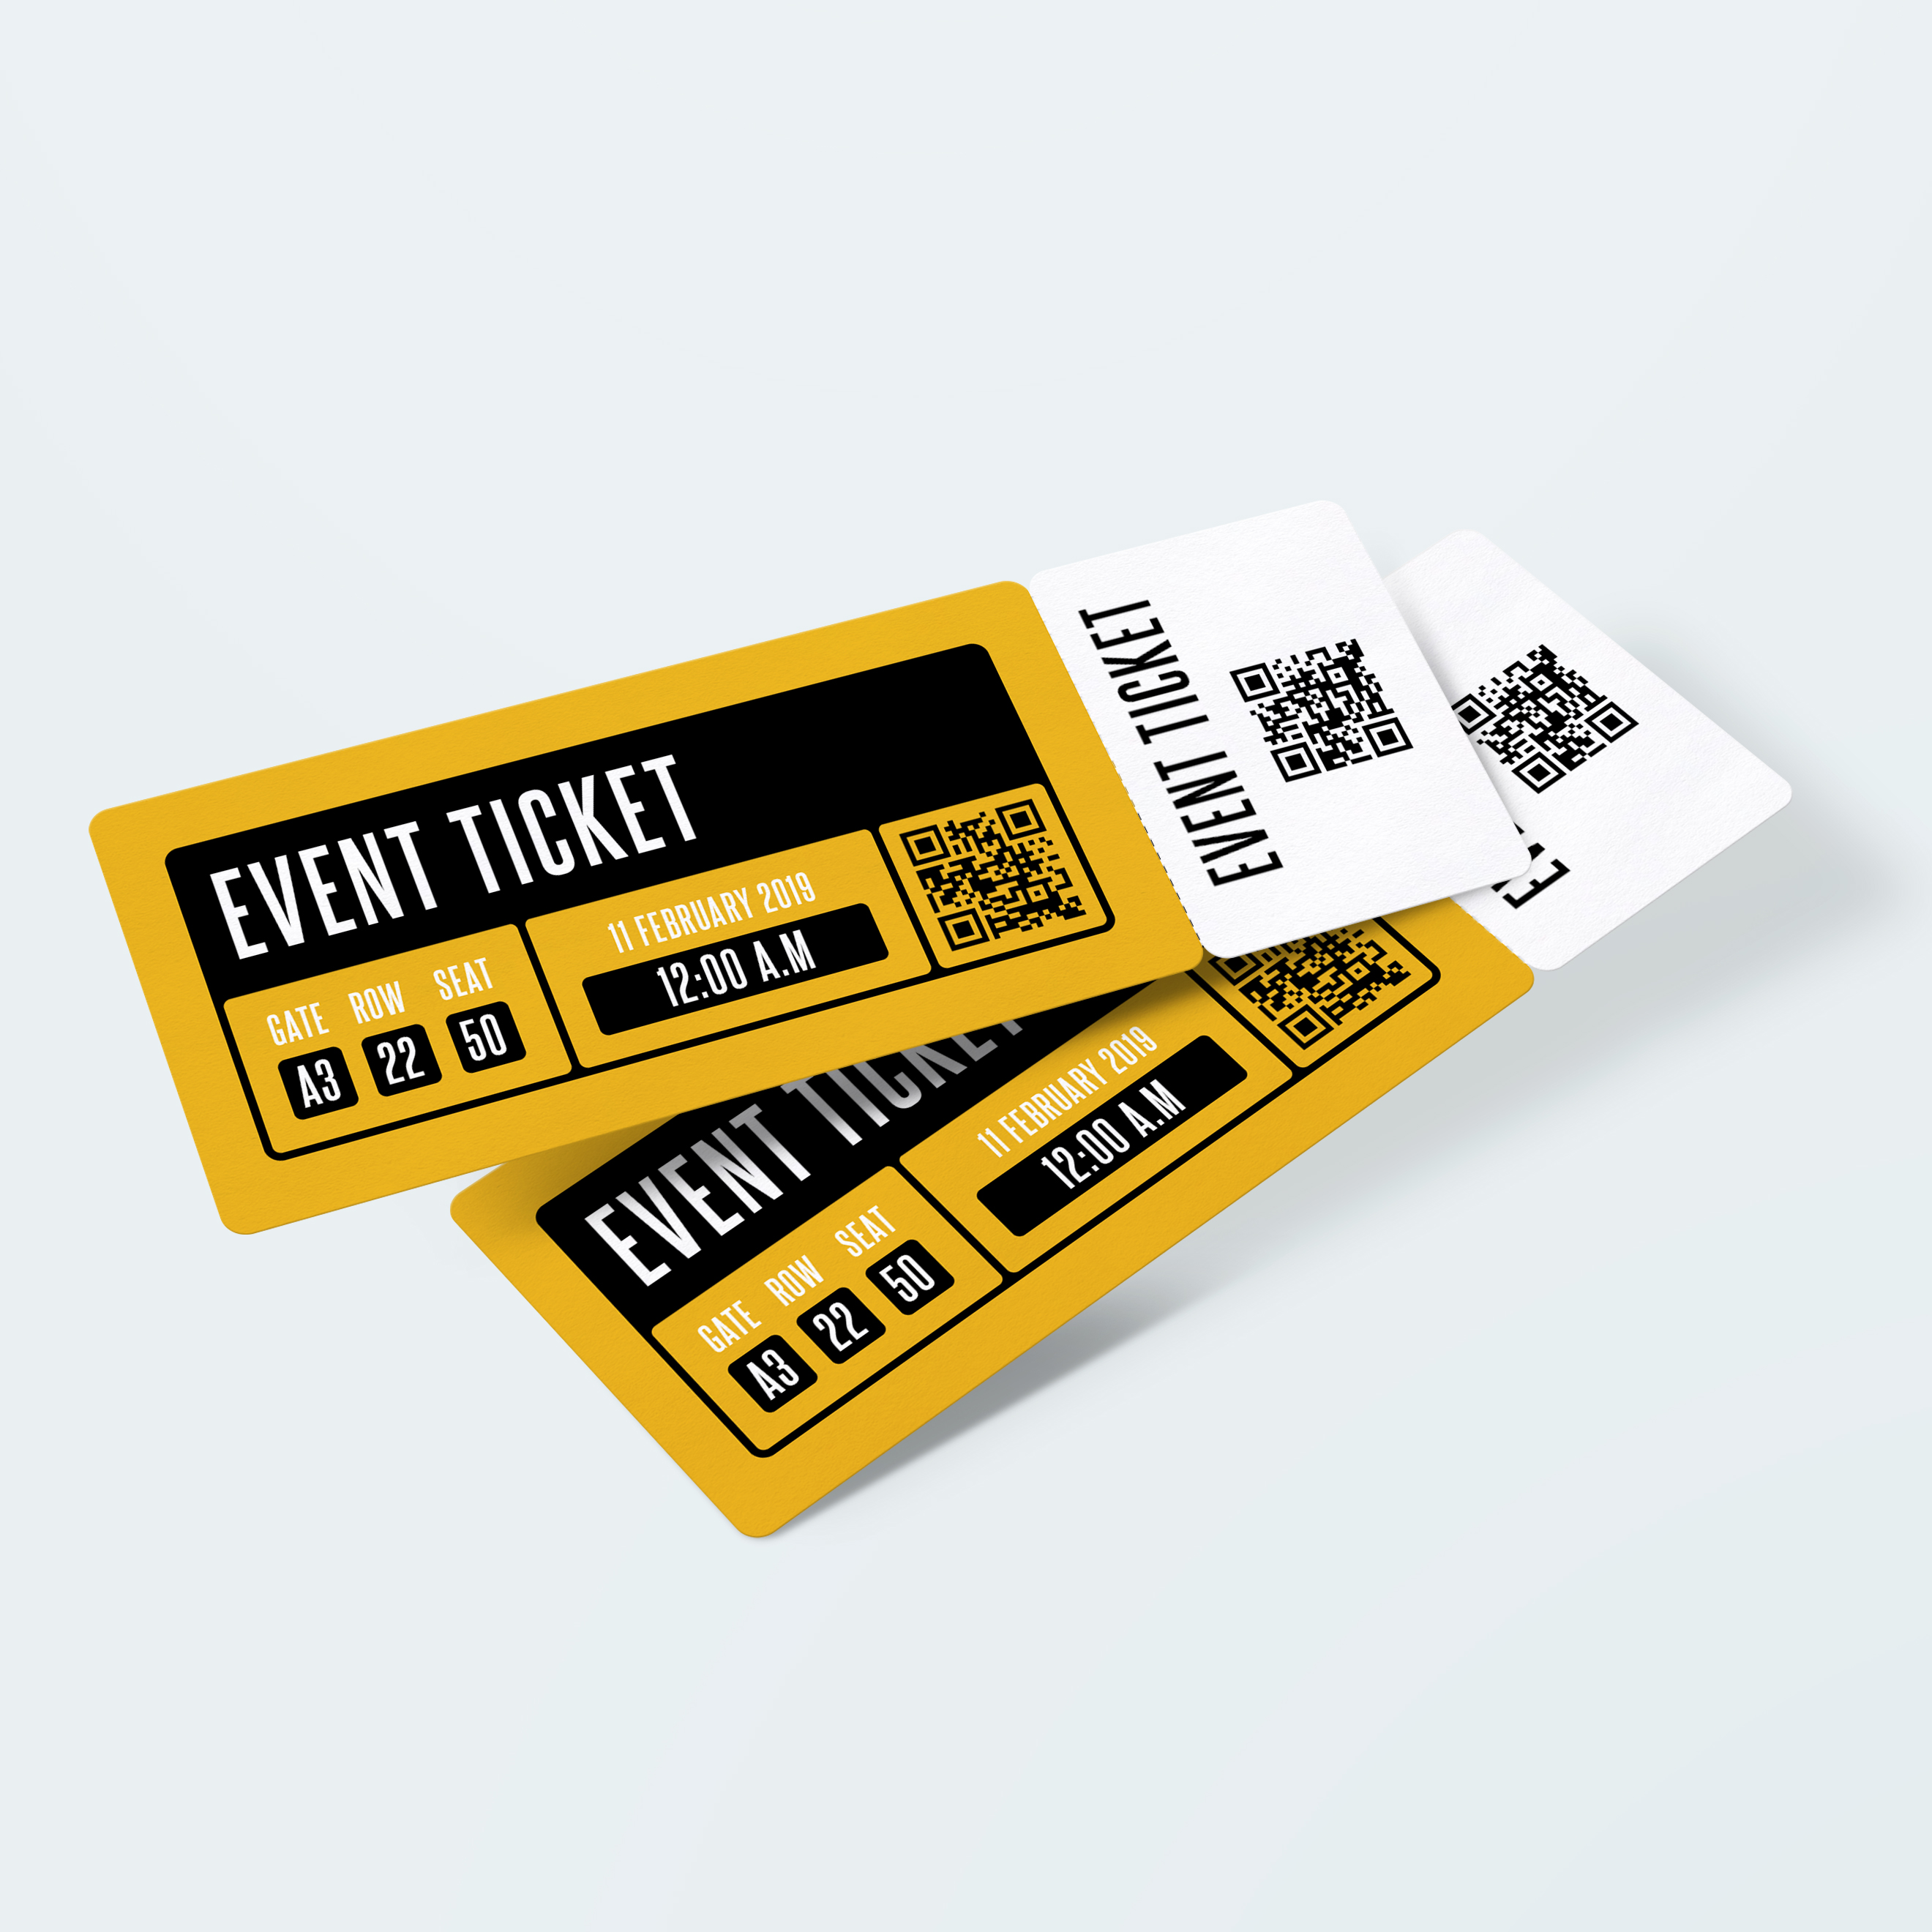 EVENT TICKET
11 FEBRUARY 2019
12:00 A.M
GATE ROW SEAT
A3 22 50
EVENT TICKET
EVENT TICKET
11 FEBRUARY 2019
12:00 A.M
GATE ROW SEAT
A3 22 50